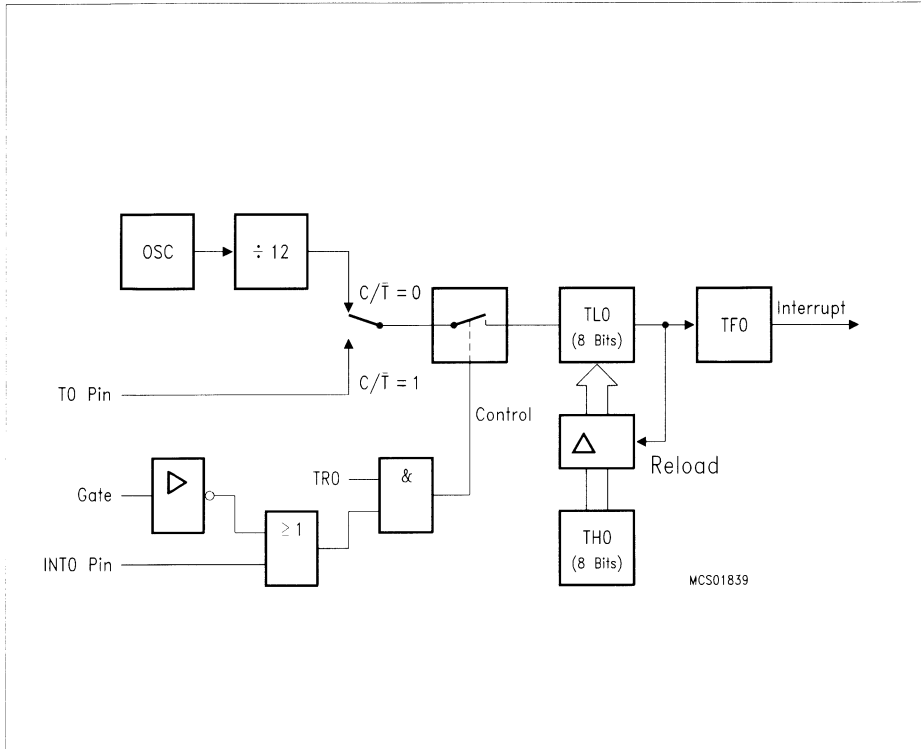 OSC
÷ 12
C/T̄ = 0
TL0
(8 Bits)
TF0
Interrupt
T0 Pin
C/T̄ = 1
Control
Gate
TR0
&
Reload
≥ 1
INT0 Pin
TH0
(8 Bits)
MCS01839